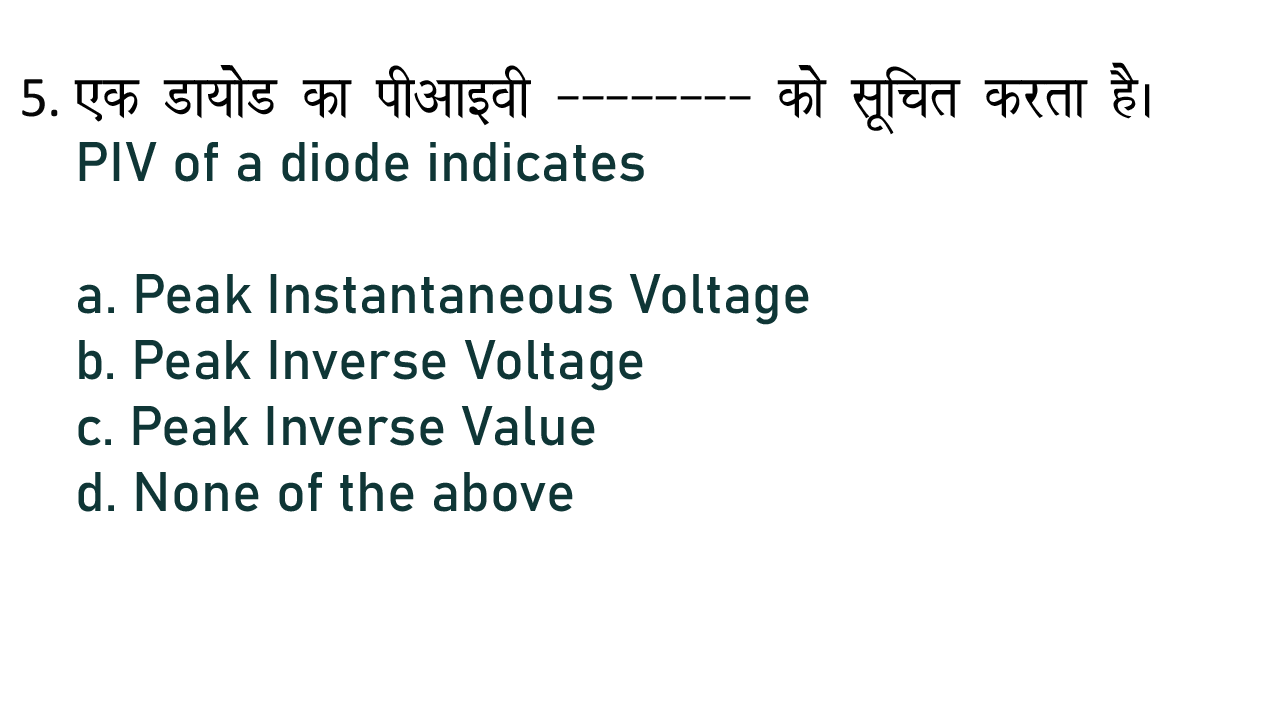 5. एक डायोड का पीआइवी -------- को सूचित करता है।
PIV of a diode indicates
a. Peak Instantaneous Voltage
b. Peak Inverse Voltage
c. Peak Inverse Value
d. None of the above